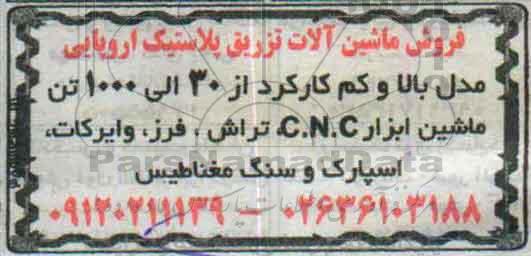 فروش ماشین آلات تزریق پلاستیک اروپایی
مدل بالا و کم کارکرد از ۳۰ الی ۱۰۰۰ تن
ماشین ابزار C.N.C، تراش ، فرز، وایرکات،
اسپارک و سنگ مغناطیس
۰۹۱۲۰۲۱۱۱۳۹ – ۰۲۶۳۶۱۰۳۱۸۸
ParsNamadData